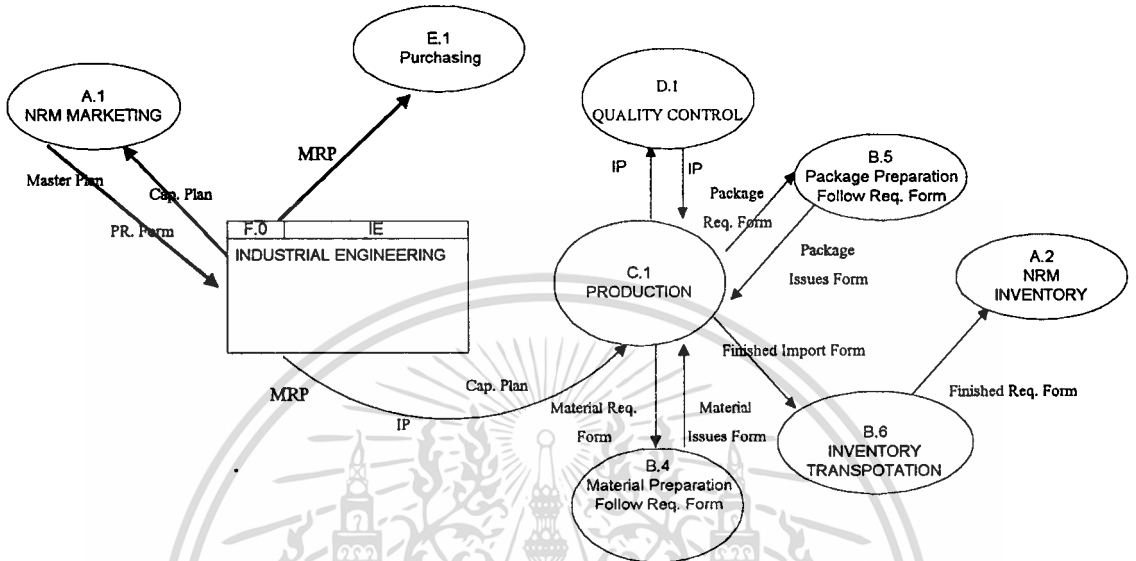 E.1
Purchasing
A.1
NRM MARKETING
D.1
QUALITY CONTROL
MRP
IP
IP
B.5
Package Preparation
Follow Req. Form
Master Plan
Cap. Plan
Package
Req. Form
PR. Form
F.0
IE
INDUSTRIAL ENGINEERING
Package
Issues Form
A.2
NRM
INVENTORY
C.1
PRODUCTION
Finished Import Form
MRP
Cap. Plan
IP
Material Req.
Form
Material
Issues Form
Finished Req. Form
B.6
INVENTORY
TRANSPOTATION
B.4
Material Preparation
Follow Req. Form